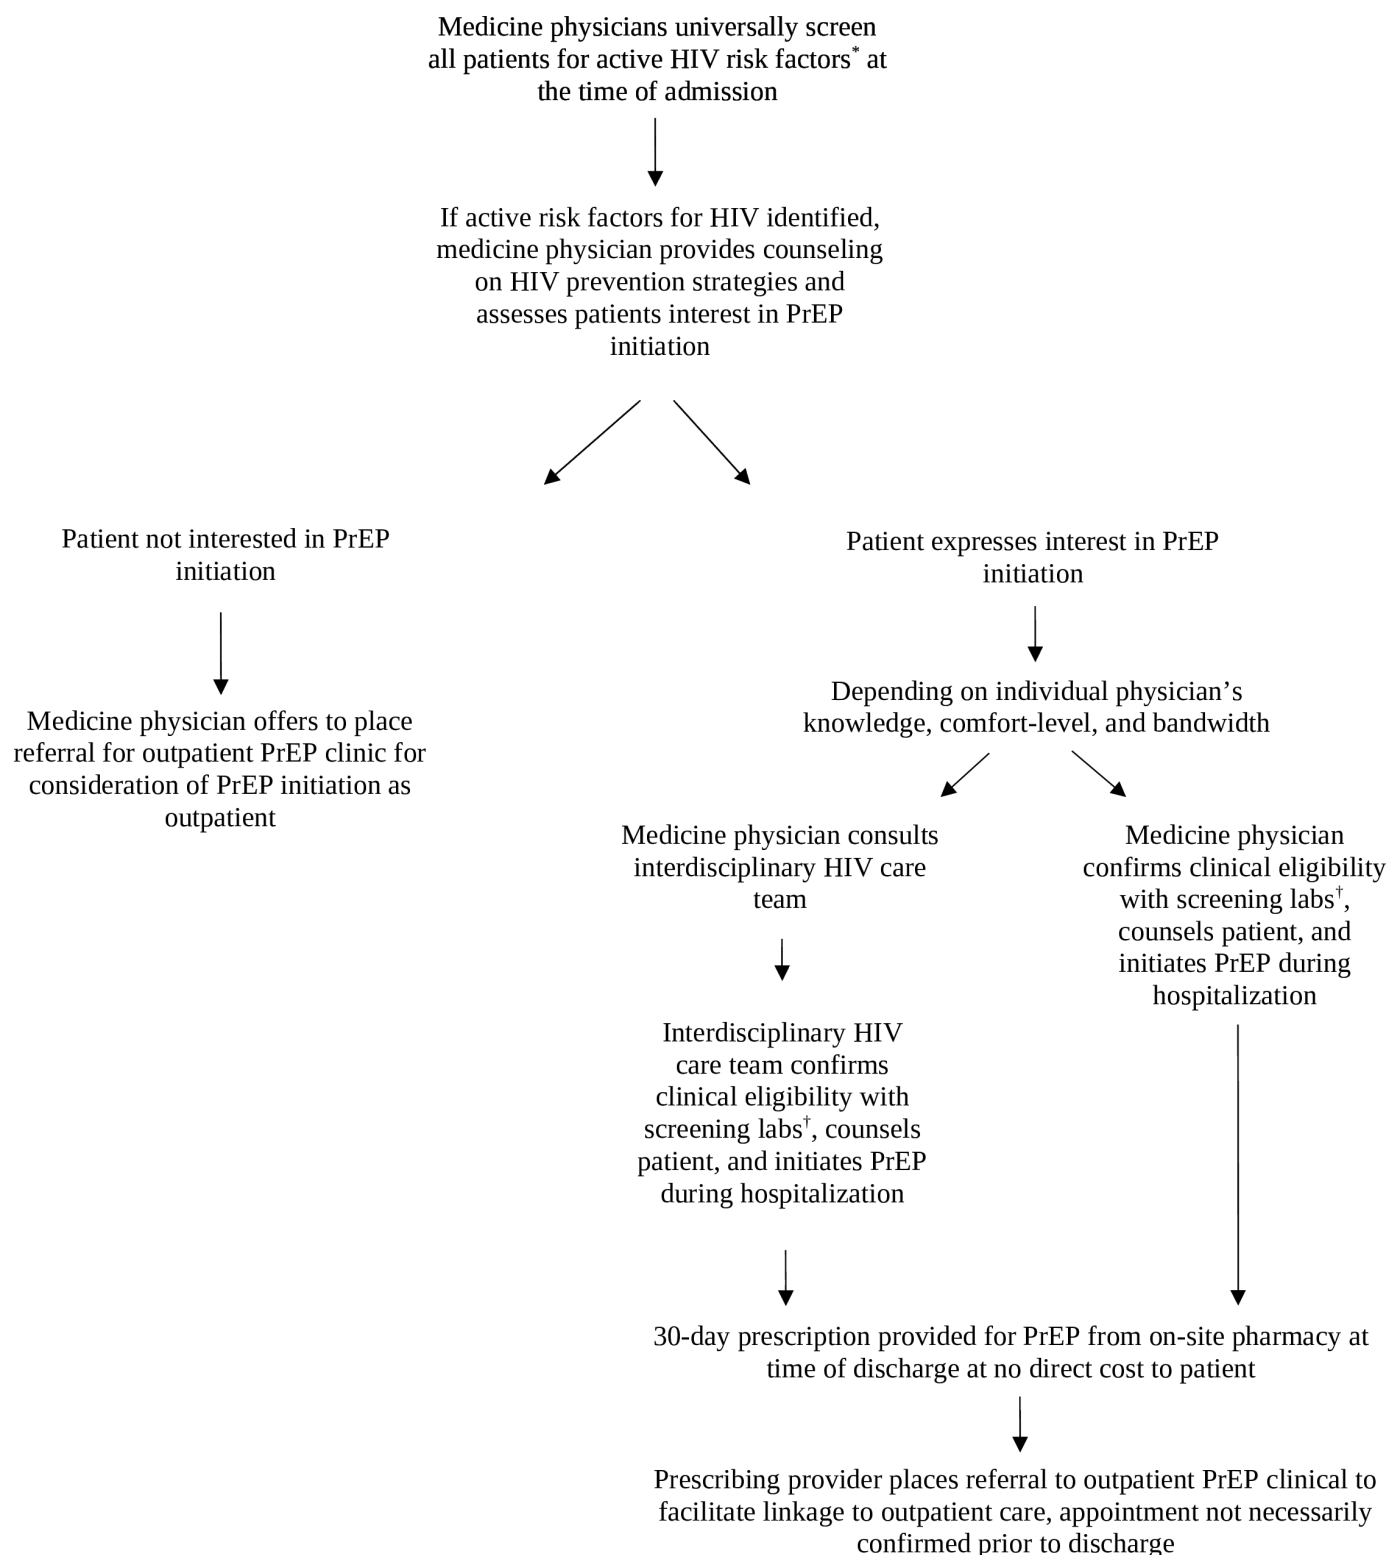 Medicine physicians universally screen
all patients for active HIV risk factors* at
the time of admission
If active risk factors for HIV identified,
medicine physician provides counseling
on HIV prevention strategies and
assesses patients interest in PrEP
initiation
Patient not interested in PrEP
initiation
Medicine physician offers to place
referral for outpatient PrEP clinic for
consideration of PrEP initiation as
outpatient
Patient expresses interest in PrEP
initiation
Depending on individual physician’s
knowledge, comfort-level, and bandwidth
Medicine physician consults
interdisciplinary HIV care
team
Interdisciplinary HIV
care team confirms
clinical eligibility with
screening labs†, counsels
patient, and initiates PrEP
during hospitalization
Medicine physician
confirms clinical eligibility
with screening labs†,
counsels patient, and
initiates PrEP during
hospitalization
30-day prescription provided for PrEP from on-site pharmacy at
time of discharge at no direct cost to patient
Prescribing provider places referral to outpatient PrEP clinical to
facilitate linkage to outpatient care, appointment not necessarily
confirmed prior to discharge